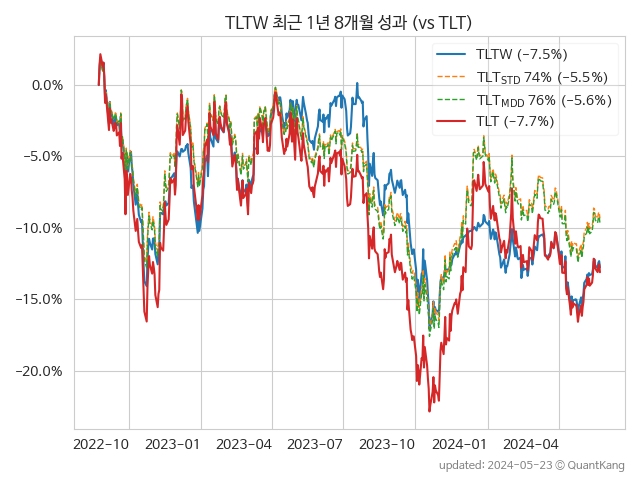 TLTW 최근 1년 8개월 성과 (vs TLT)
TLTW (−7.5%)
TLT_STD 74% (−5.5%)
TLT_MDD 76% (−5.6%)
TLT (−7.7%)
0.0%
−5.0%
−10.0%
−15.0%
−20.0%
2022−10 2023−01 2023−04 2023−07 2023−10 2024−01 2024−04
updated: 2024−05−23 © QuantKang